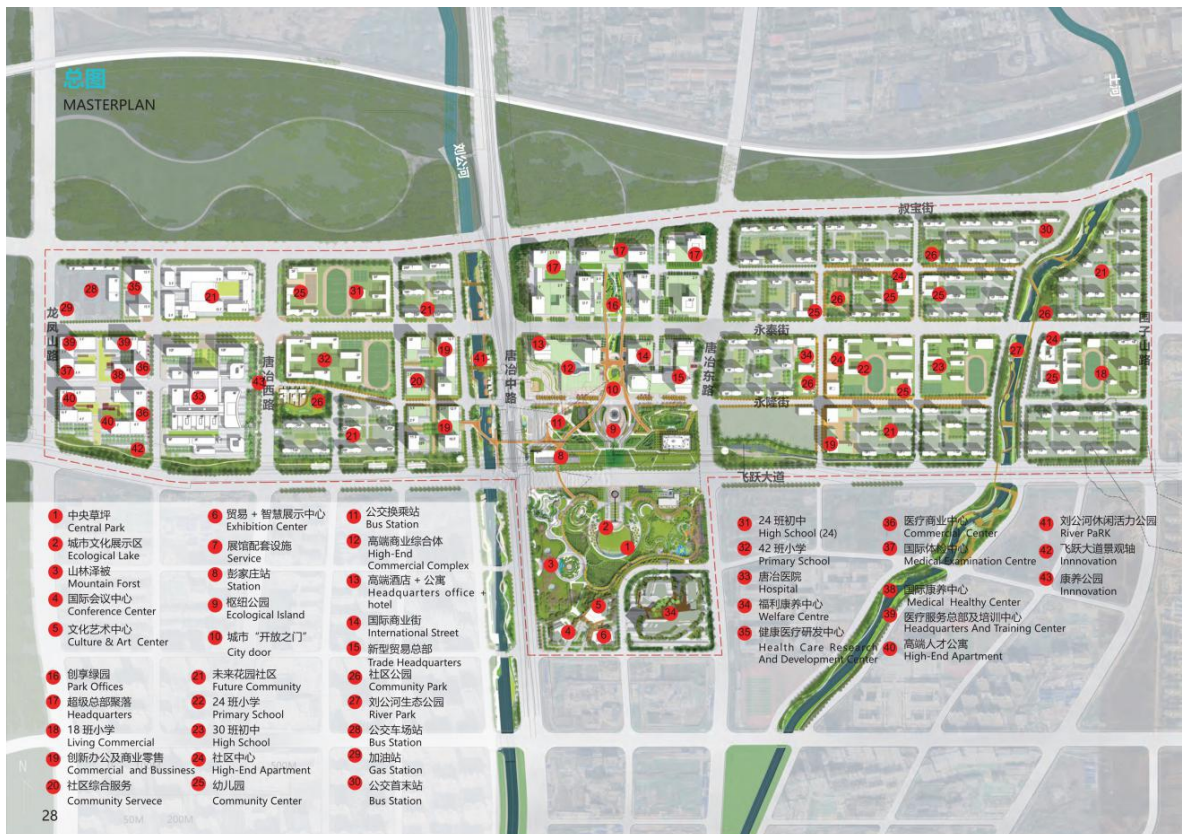 总图
MASTERPLAN
刘公河
土河
叔宝街
龙凤山路
唐冶西路
唐冶中路
唐冶东路
永泰街
永隆街
飞跃大道
围子山路
1 中央草坪
Central Park
2 城市文化展示区
Ecological Lake
3 山林泽被
Mountain Forst
4 国际会议中心
Conference Center
5 文化艺术中心
Culture & Art Center
6 贸易 + 智慧展示中心
Exhibition Center
7 展馆配套设施
Service
8 彭家庄站
Station
9 枢纽公园
Ecological Island
10 城市“开放之门”
City door
11 公交换乘站
Bus Station
12 高端商业综合体
High-End
Commercial Complex
13 高端酒店 + 公寓
Headquarters office +
hotel
14 国际商业街
International Street
15 新型贸易总部
Trade Headquarters
16 创享绿园
Park Offices
17 超级总部聚落
Headquarters
18 18 班小学
Living Commercial
19 创新办公及商业零售
Commercial and Bussiness
20 社区综合服务
Community Servece
21 未来花园社区
Future Community
22 24 班小学
Primary School
23 30 班初中
High School
24 社区中心
High-End Apartment
25 幼儿园
Community Center
26 社区公园
Community Park
27 刘公河生态公园
River Park
28 公交车场站
Bus Station
29 加油站
Gas Station
30 公交首末站
Bus Station
31 24 班初中
High School (24)
32 42 班小学
Primary School
33 唐冶医院
Hospital
34 福利康养中心
Welfare Centre
35 健康医疗研发中心
Health Care Research
And Development Center
36 医疗商业中心
Commercial Center
37 国际体检中心
Medical Examination Centre
38 国际康养中心
Medical Healthy Center
39 医疗服务总部及培训中心
Headquarters And Training Center
40 高端人才公寓
High-End Apartment
41 刘公河休闲活力公园
River PaRK
42 飞跃大道景观轴
Innnovation
43 康养公园
Innnovation
N
500M
50M 200M
28